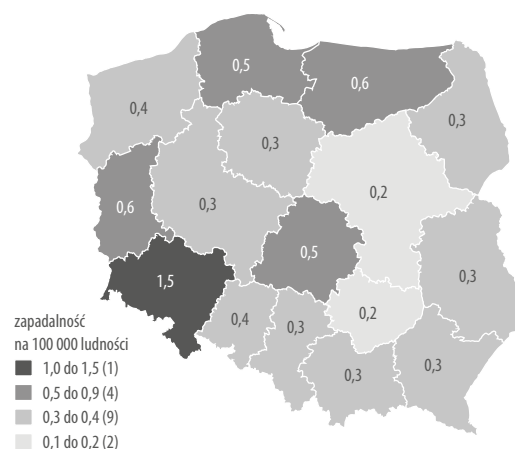 0,5
0,6
0,4
0,3
0,3
0,2
0,6
0,3
0,5
0,3
1,5
0,4
0,3
0,2
0,3
0,3
zapadalność
na 100 000 ludności
1,0 do 1,5 (1)
0,5 do 0,9 (4)
0,3 do 0,4 (9)
0,1 do 0,2 (2)